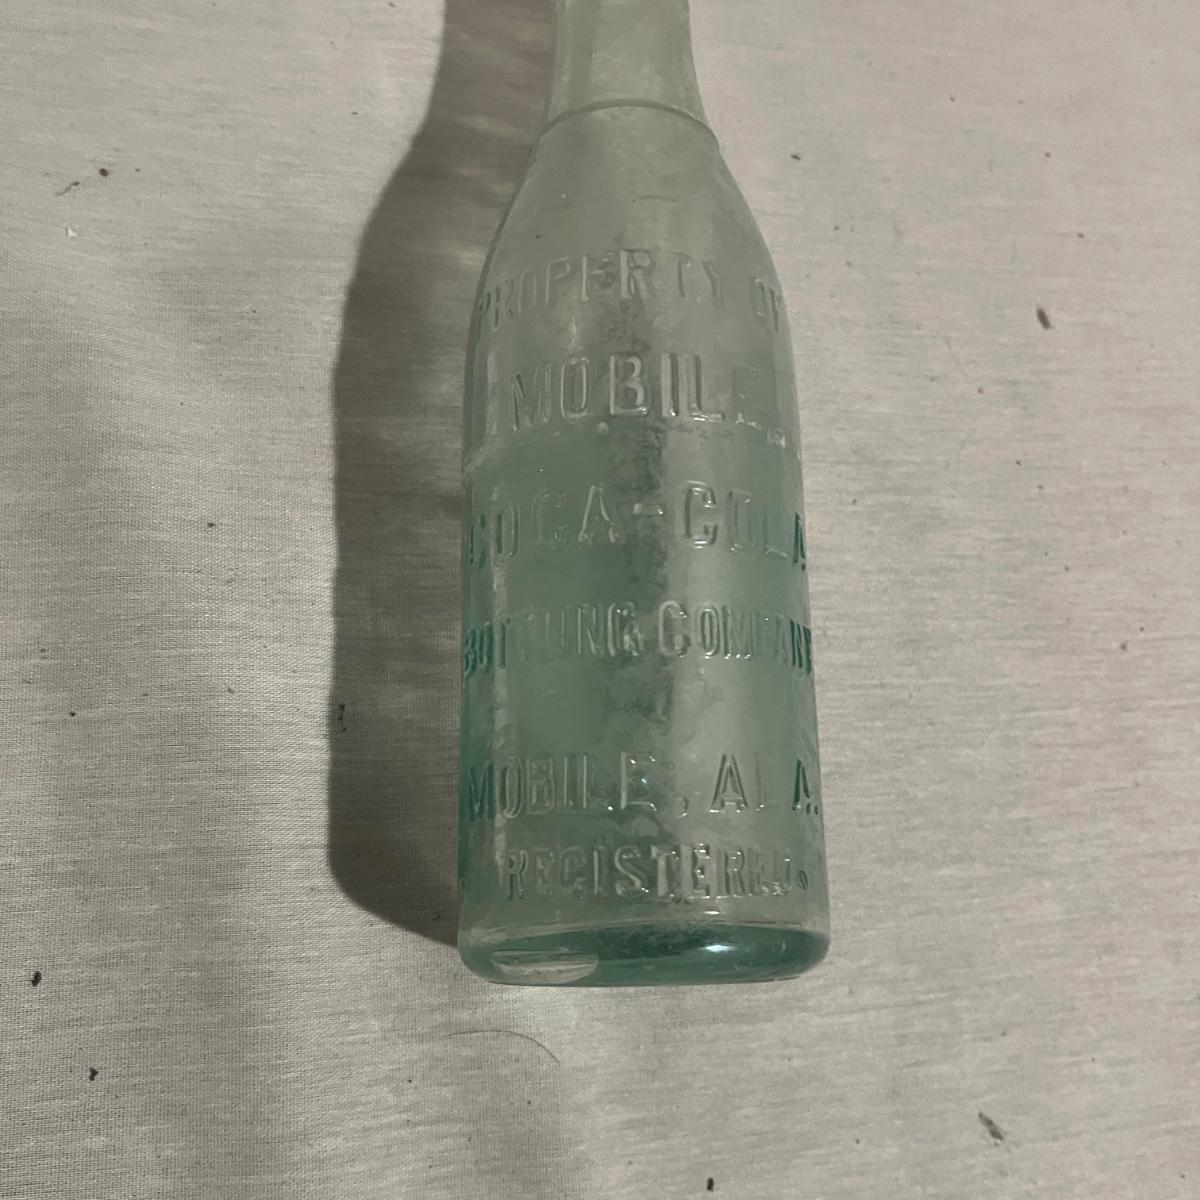 PROPERTY OF
MOBILE
COCA-COLA
BOTTLING COMPANY
MOBILE, ALA.
REGISTERED.